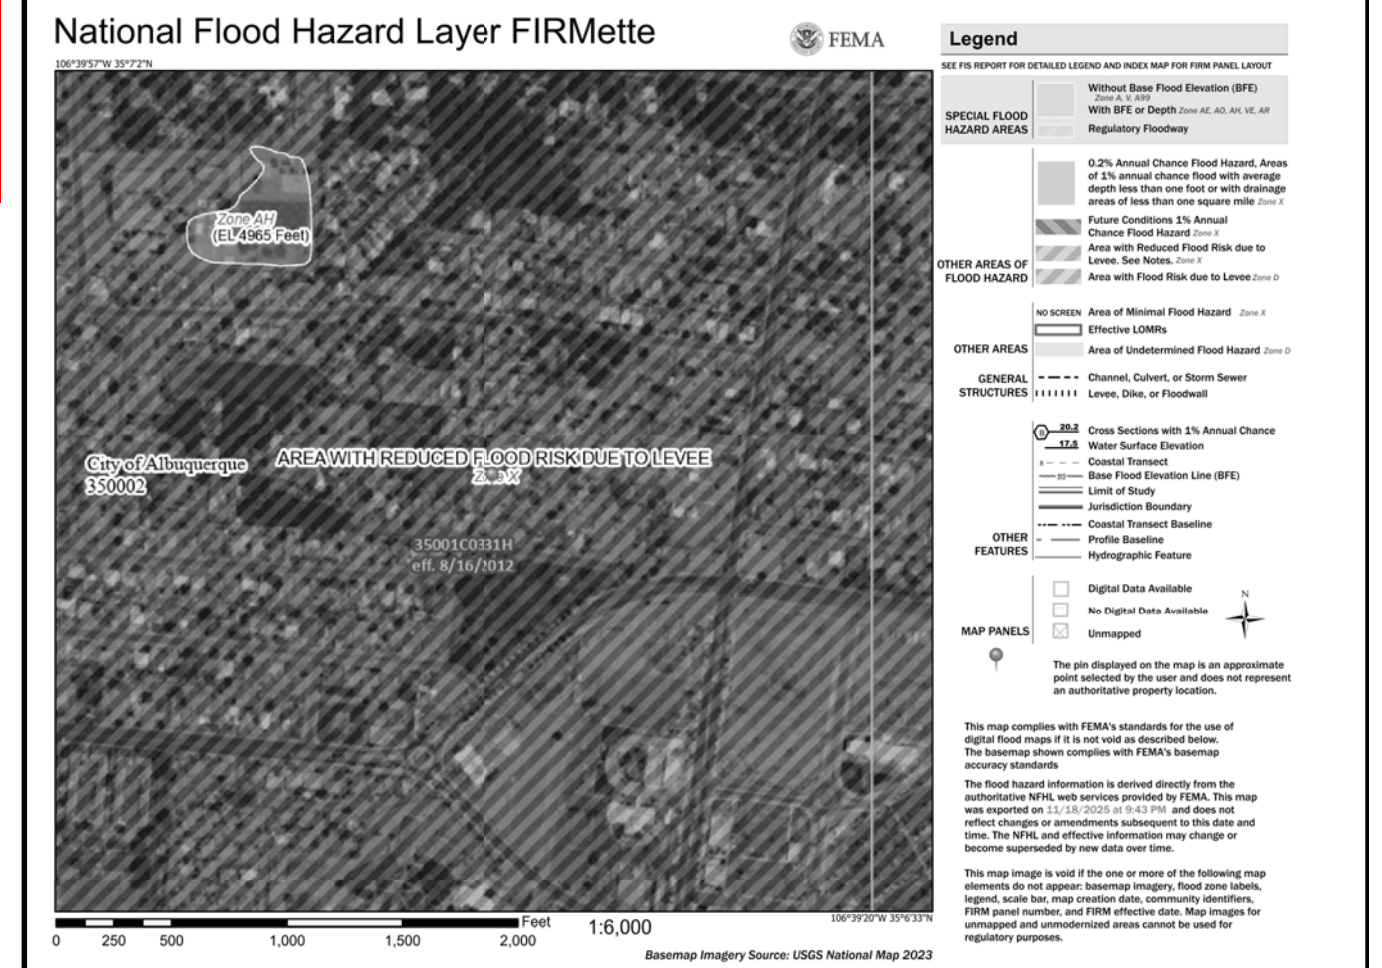 National Flood Hazard Layer FIRMette
FEMA
106°39'57"W 35°7'2"N
Zone AH
(EL 4965 Feet)
City of Albuquerque
350002
AREA WITH REDUCED FLOOD RISK DUE TO LEVEE
Zone X
35001C0331H
eff. 8/16/2012
106°39'20"W 35°6'33"N
Feet
1:6,000
0 250 500 1,000 1,500 2,000
Basemap Imagery Source: USGS National Map 2023
Legend
SEE FIS REPORT FOR DETAILED LEGEND AND INDEX MAP FOR FIRM PANEL LAYOUT
SPECIAL FLOOD
HAZARD AREAS
Without Base Flood Elevation (BFE)
Zone A, V, A99
With BFE or Depth Zone AE, AO, AH, VE, AR
Regulatory Floodway
OTHER AREAS OF
FLOOD HAZARD
0.2% Annual Chance Flood Hazard, Areas
of 1% annual chance flood with average
depth less than one foot or with drainage
areas of less than one square mile Zone X
Future Conditions 1% Annual
Chance Flood Hazard Zone X
Area with Reduced Flood Risk due to
Levee. See Notes. Zone X
Area with Flood Risk due to Levee Zone D
OTHER AREAS
NO SCREEN Area of Minimal Flood Hazard Zone X
Effective LOMRs
Area of Undetermined Flood Hazard Zone D
GENERAL
STRUCTURES
Channel, Culvert, or Storm Sewer
Levee, Dike, or Floodwall
OTHER
FEATURES
B 20.2 Cross Sections with 1% Annual Chance
17.5 Water Surface Elevation
8 Coastal Transect
513 Base Flood Elevation Line (BFE)
Limit of Study
Jurisdiction Boundary
Coastal Transect Baseline
Profile Baseline
Hydrographic Feature
MAP PANELS
Digital Data Available
No Digital Data Available
Unmapped
N
The pin displayed on the map is an approximate
point selected by the user and does not represent
an authoritative property location.
This map complies with FEMA's standards for the use of
digital flood maps if it is not void as described below.
The basemap shown complies with FEMA's basemap
accuracy standards
The flood hazard information is derived directly from the
authoritative NFHL web services provided by FEMA. This map
was exported on 11/18/2025 at 9:43 PM and does not
reflect changes or amendments subsequent to this date and
time. The NFHL and effective information may change or
become superseded by new data over time.
This map image is void if the one or more of the following map
elements do not appear: basemap imagery, flood zone labels,
legend, scale bar, map creation date, community identifiers,
FIRM panel number, and FIRM effective date. Map images for
unmapped and unmodernized areas cannot be used for
regulatory purposes.